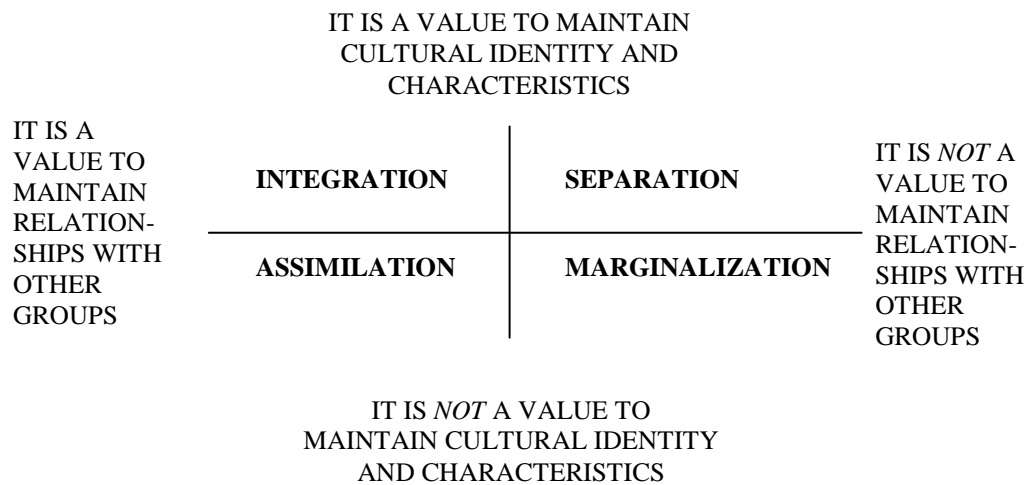 IT IS A VALUE TO MAINTAIN
CULTURAL IDENTITY AND
CHARACTERISTICS
IT IS A
VALUE TO
MAINTAIN
RELATION-
SHIPS WITH
OTHER
GROUPS
INTEGRATION
SEPARATION
ASSIMILATION
MARGINALIZATION
IT IS NOT A
VALUE TO
MAINTAIN
RELATION-
SHIPS WITH
OTHER
GROUPS
IT IS NOT A VALUE TO
MAINTAIN CULTURAL IDENTITY
AND CHARACTERISTICS